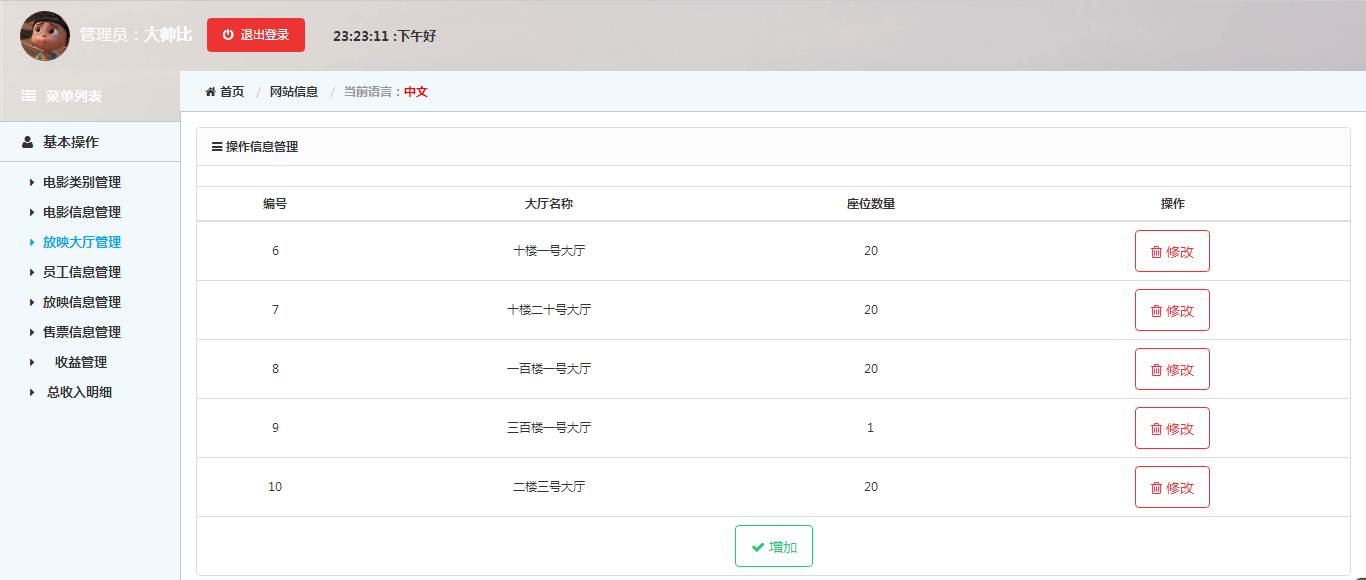 管理员：大帅比 退出登录 23:23:11 :下午好
菜单列表 首页 / 网站信息 / 当前语言：中文
基本操作
电影类别管理
电影信息管理
放映大厅管理
员工信息管理
放映信息管理
售票信息管理
收益管理
总收入明细
操作信息管理
编号 大厅名称 座位数量 操作
6 十楼一号大厅 20 修改
7 十楼二十号大厅 20 修改
8 一百楼一号大厅 20 修改
9 三百楼一号大厅 1 修改
10 二楼三号大厅 20 修改
增加